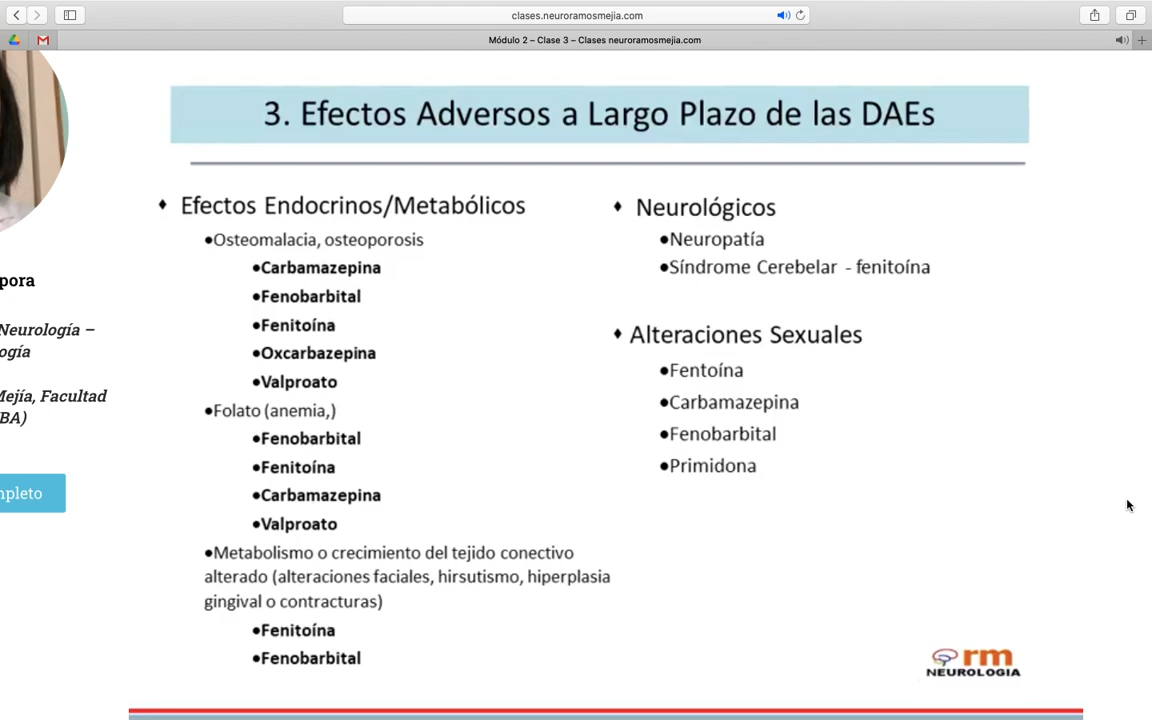 clases.neuroramosmejia.com
Módulo 2 – Clase 3 – Clases neuroramosmejia.com
pora
Neurología –
ogía
Mejía, Facultad
BA)
mpleto
3. Efectos Adversos a Largo Plazo de las DAEs
♦ Efectos Endocrinos/Metabólicos
•Osteomalacia, osteoporosis
•Carbamazepina
•Fenobarbital
•Fenitoína
•Oxcarbazepina
•Valproato
•Folato (anemia,)
•Fenobarbital
•Fenitoína
•Carbamazepina
•Valproato
•Metabolismo o crecimiento del tejido conectivo
alterado (alteraciones faciales, hirsutismo, hiperplasia
gingival o contracturas)
•Fenitoína
•Fenobarbital
♦ Neurológicos
•Neuropatía
•Síndrome Cerebelar - fenitoína
♦ Alteraciones Sexuales
•Fentoína
•Carbamazepina
•Fenobarbital
•Primidona
rm
NEUROLOGIA